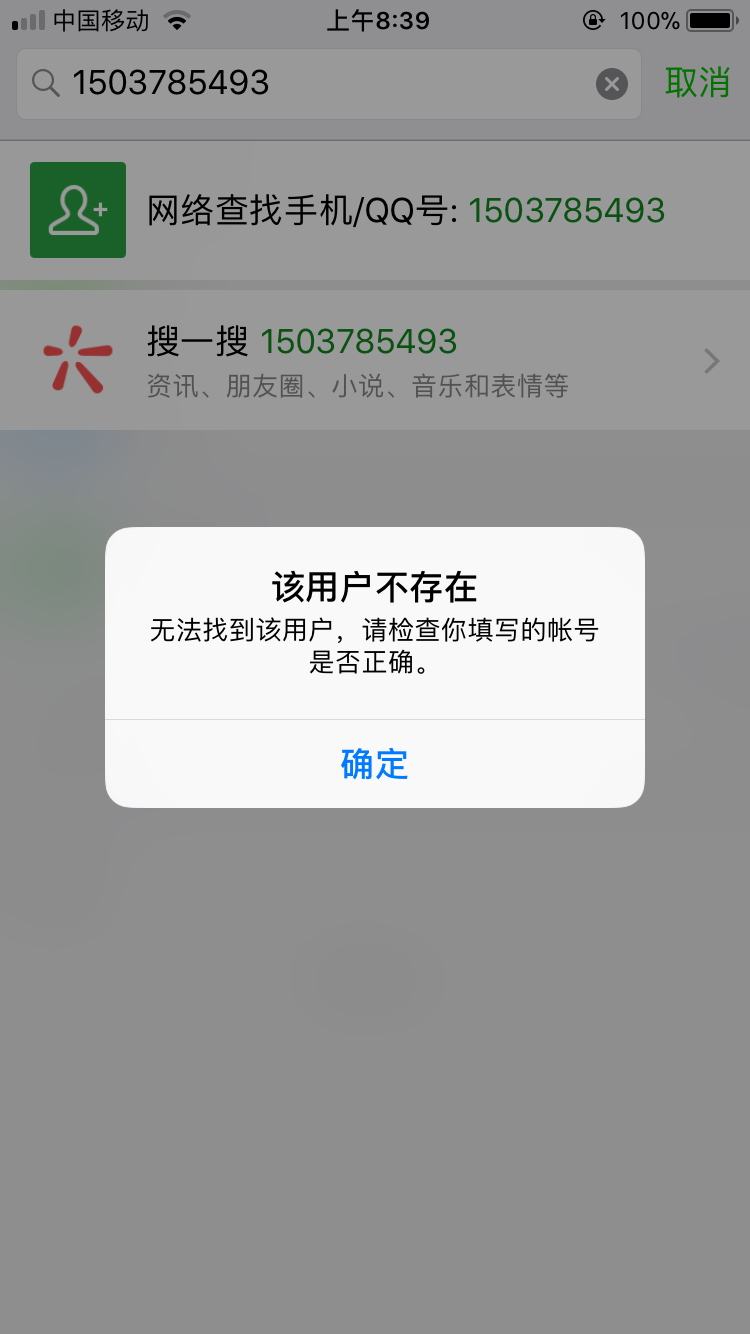 中国移动 上午8:39 100%
1503785493 取消
网络查找手机/QQ号: 1503785493
搜一搜 1503785493
资讯、朋友圈、小说、音乐和表情等
该用户不存在
无法找到该用户，请检查你填写的帐号
是否正确。
确定